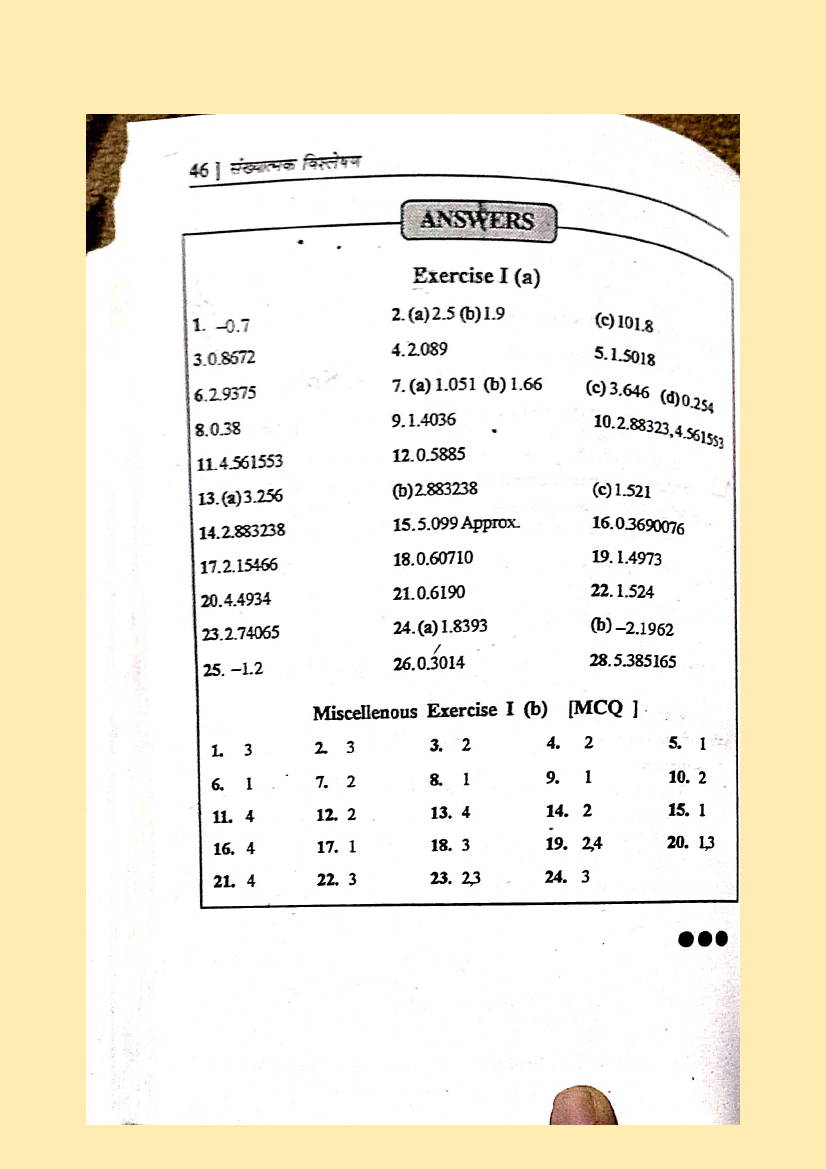 46 ] संख्यात्मक विश्लेषण
ANSWERS
Exercise I (a)
1. –0.7 2. (a) 2.5 (b) 1.9 (c) 101.8
3. 0.8672 4. 2.089 5. 1.5018
6. 2.9375 7. (a) 1.051 (b) 1.66 (c) 3.646 (d) 0.254
8. 0.38 9. 1.4036 10. 2.88323, 4.561553
11. 4.561553 12. 0.5885
13. (a) 3.256 (b) 2.883238 (c) 1.521
14. 2.883238 15. 5.099 Approx. 16. 0.3690076
17. 2.15466 18. 0.60710 19. 1.4973
20. 4.4934 21. 0.6190 22. 1.524
23. 2.74065 24. (a) 1.8393 (b) –2.1962
25. –1.2 26. 0.3014 28. 5.385165
Miscellenous Exercise I (b) [MCQ ]
1. 3 2. 3 3. 2 4. 2 5. 1
6. 1 7. 2 8. 1 9. 1 10. 2
11. 4 12. 2 13. 4 14. 2 15. 1
16. 4 17. 1 18. 3 19. 2,4 20. 1,3
21. 4 22. 3 23. 2,3 24. 3